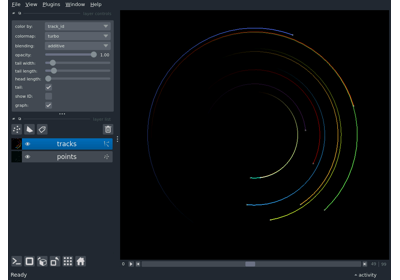 File View Plugins Window Help
color by: track_id
colormap: turbo
blending: additive
opacity: 1.00
tail width:
tail length:
head length:
tail:
show ID:
graph:
tracks
points
Ready
activity